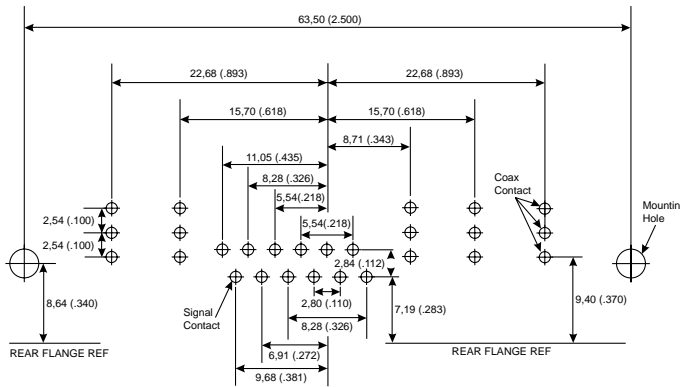 63,50 (2.500)
22,68 (.893)
22,68 (.893)
15,70 (.618)
15,70 (.618)
8,71 (.343)
11,05 (.435)
8,28 (.326)
5,54(.218)
5,54(.218)
Coax
Contact
Mountin
Hole
2,54 (.100)
2,54 (.100)
2,84 (.112)
8,64 (.340)
Signal
Contact
2,80 (.110)
7,19 (.283)
9,40 (.370)
8,28 (.326)
REAR FLANGE REF
REAR FLANGE REF
6,91 (.272)
9,68 (.381)